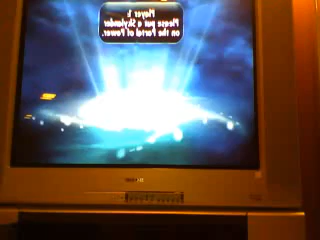 Player 1:
Please put a Skylander
on the Portal of Power.